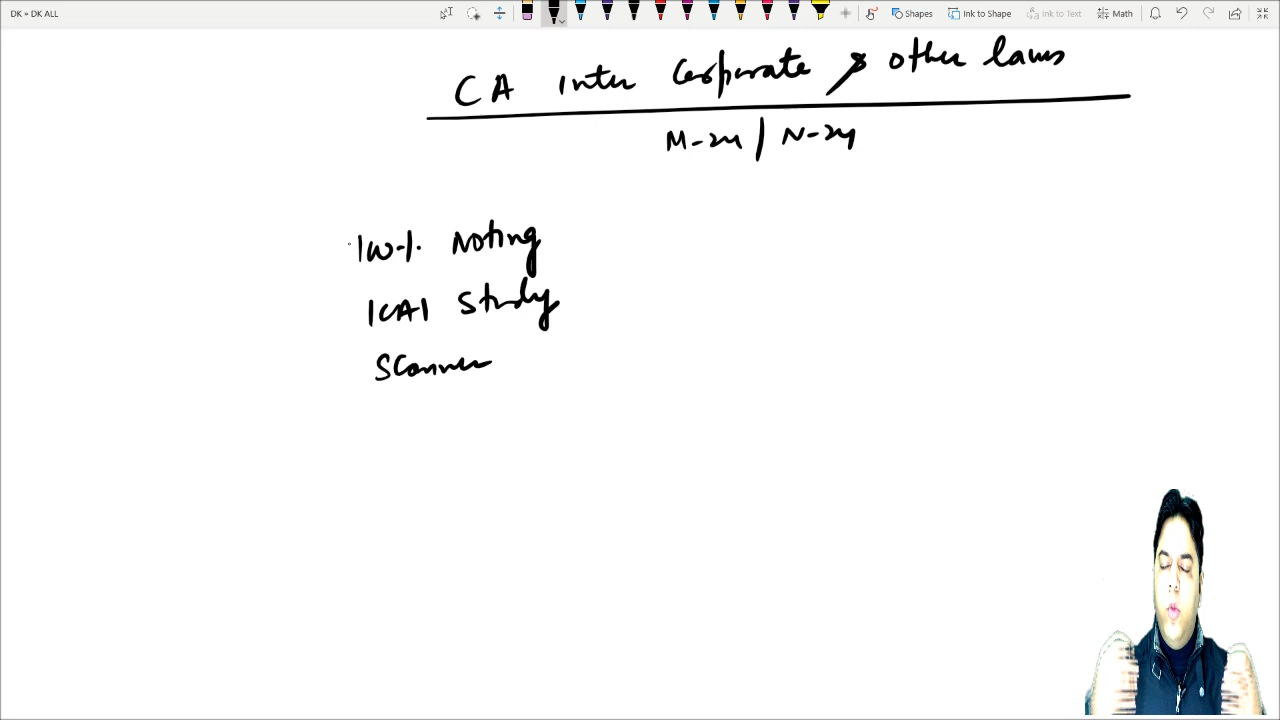 DK = DK ALL
Shapes Ink to Shape Ink to Text Math
CA Inter Corporate & other laws
M-24 | N-24
100% Noting
ICAI Study
Scanner